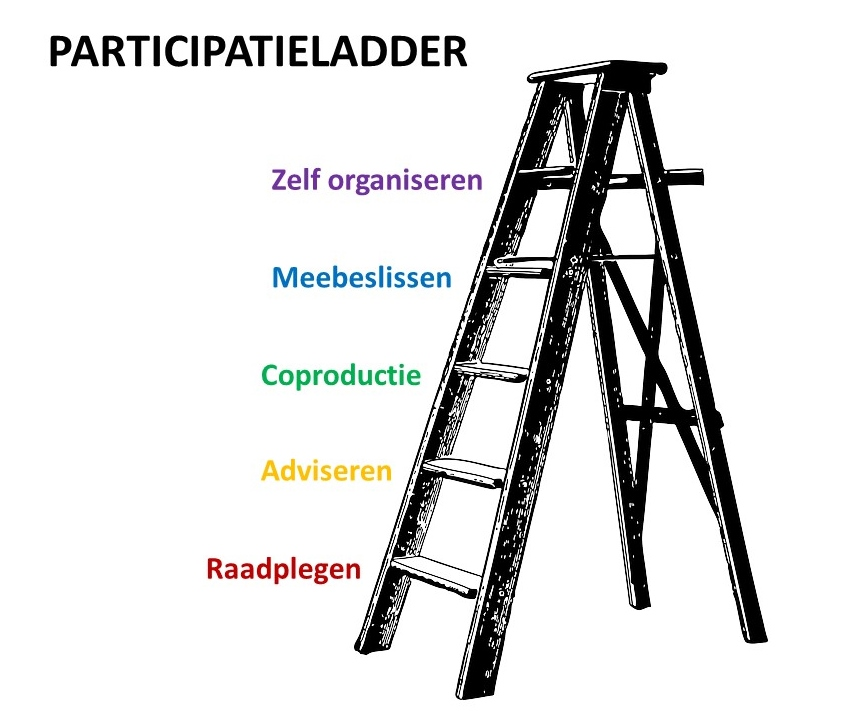 PARTICIPATIELADDER
Zelf organiseren
Meebeslissen
Coproductie
Adviseren
Raadplegen